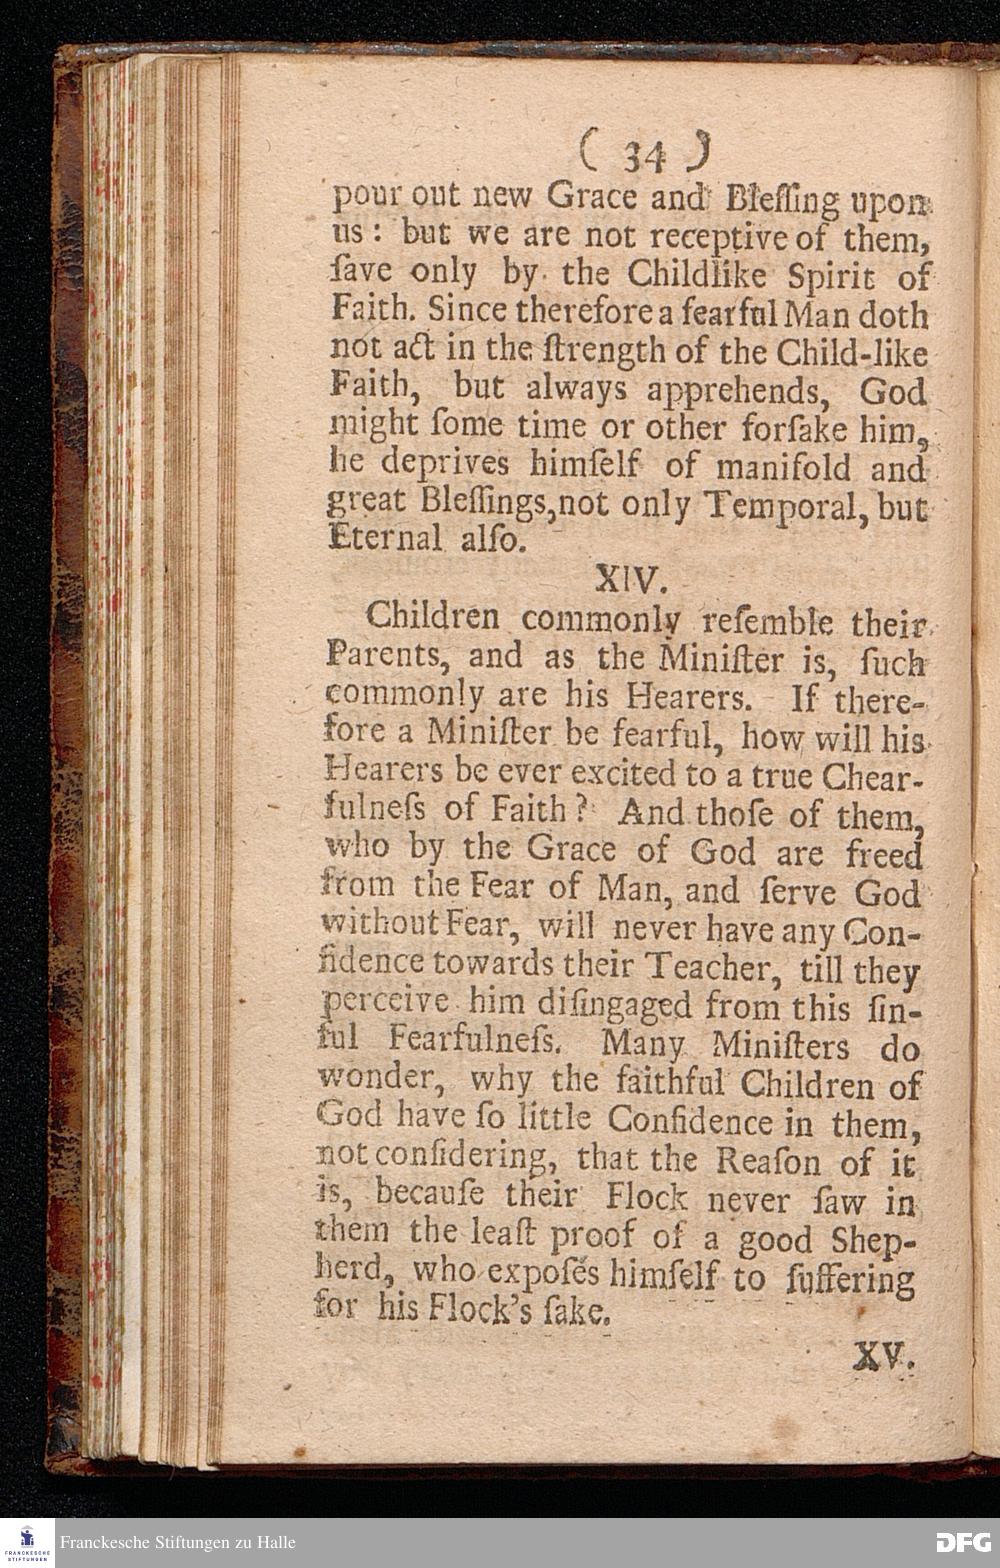 ( 34 )
pour out new Grace and Bleſſing upon
us: but we are not receptive of them,
ſave only by the Childlike Spirit of
Faith. Since therefore a fearful Man doth
not act in the ſtrength of the Child-like
Faith, but always apprehends, God
might ſome time or other forſake him,
he deprives himſelf of manifold and
great Bleſſings, not only Temporal, but
Eternal alſo.
XIV.
Children commonly reſemble their
Parents, and as the Miniſter is, ſuch
commonly are his Hearers. If there-
fore a Miniſter be fearful, how will his
Hearers be ever excited to a true Chear-
fulneſs of Faith? And thoſe of them,
who by the Grace of God are freed
from the Fear of Man, and ſerve God
without Fear, will never have any Con-
fidence towards their Teacher, till they
perceive him diſingaged from this ſin-
ful Fearfulneſs. Many Miniſters do
wonder, why the faithful Children of
God have ſo little Confidence in them,
not conſidering, that the Reaſon of it
is, becauſe their Flock never ſaw in
them the leaſt proof of a good Shep-
herd, who expoſes himſelf to ſuffering
for his Flock's ſake.
XV.
FRANCKESCHE
STIFTUNGEN
Franckesche Stiftungen zu Halle
DFG